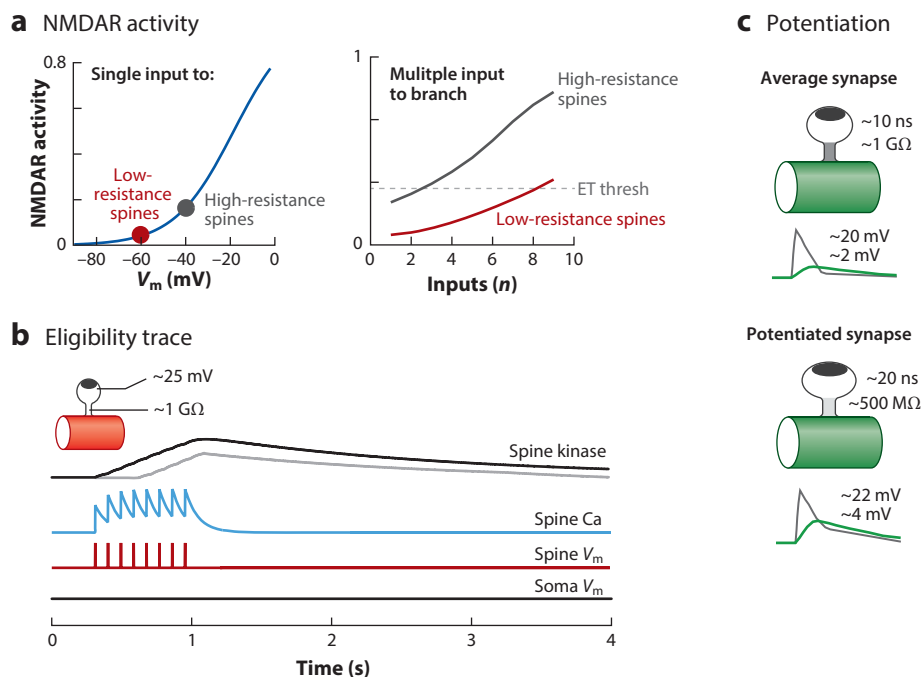 a NMDAR activity
0.8
0
NMDAR activity
Single input to:
Low-
resistance
spines
High-resistance
spines
–80 –60 –40 –20 0
Vm (mV)
1
0
Mulitple input
to branch
High-resistance
spines
ET thresh
Low-resistance spines
0 2 4 6 8 10
Inputs (n)
b Eligibility trace
~25 mV
~1 GΩ
Spine kinase
Spine Ca
Spine Vm
Soma Vm
0 1 2 3 4
Time (s)
c Potentiation
Average synapse
~10 ns
~1 GΩ
~20 mV
~2 mV
Potentiated synapse
~20 ns
~500 MΩ
~22 mV
~4 mV